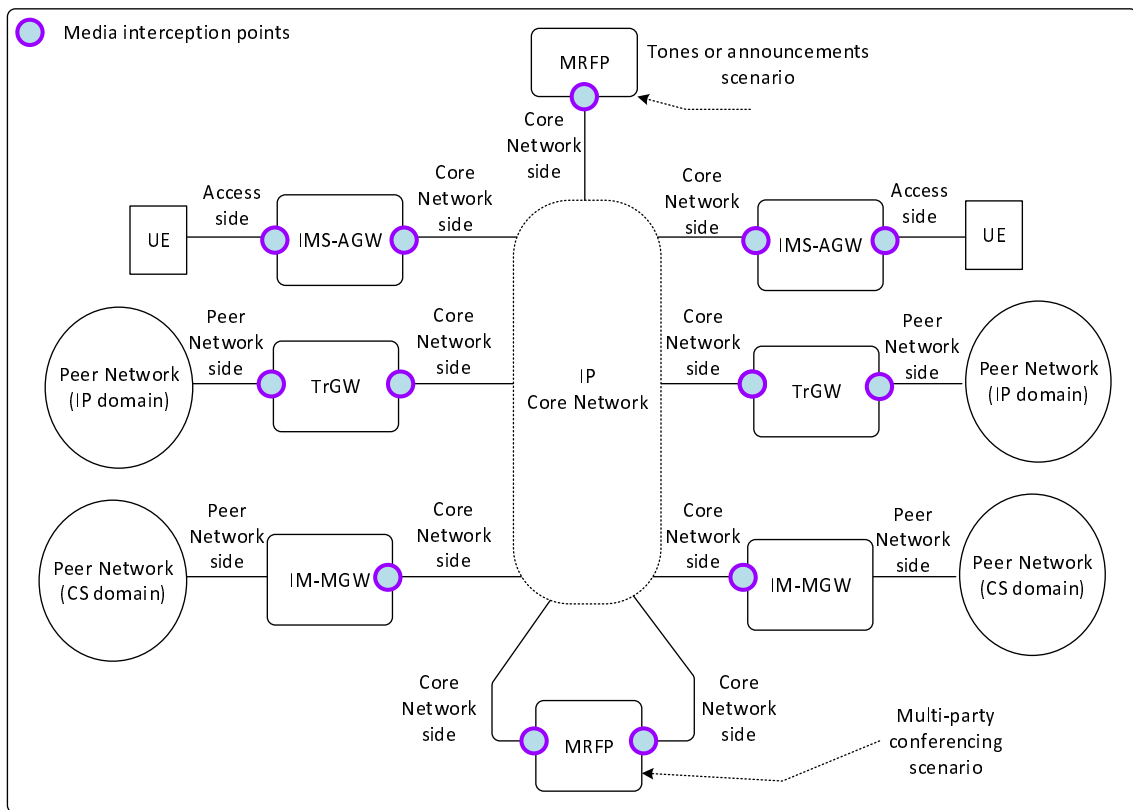 Media interception points
MRFP
Tones or announcements
scenario
Core
Network
side
Access
side
Core
Network
side
Core
Network
side
Access
side
UE
IMS-AGW
IMS-AGW
UE
Peer
Network
side
Core
Network
side
Core
Network
side
Peer
Network
side
Peer Network
(IP domain)
TrGW
IP
Core Network
TrGW
Peer Network
(IP domain)
Peer
Network
side
Core
Network
side
Core
Network
side
Peer
Network
side
Peer Network
(CS domain)
IM-MGW
IM-MGW
Peer Network
(CS domain)
Core
Network
side
MRFP
Core
Network
side
Multi-party
conferencing
scenario